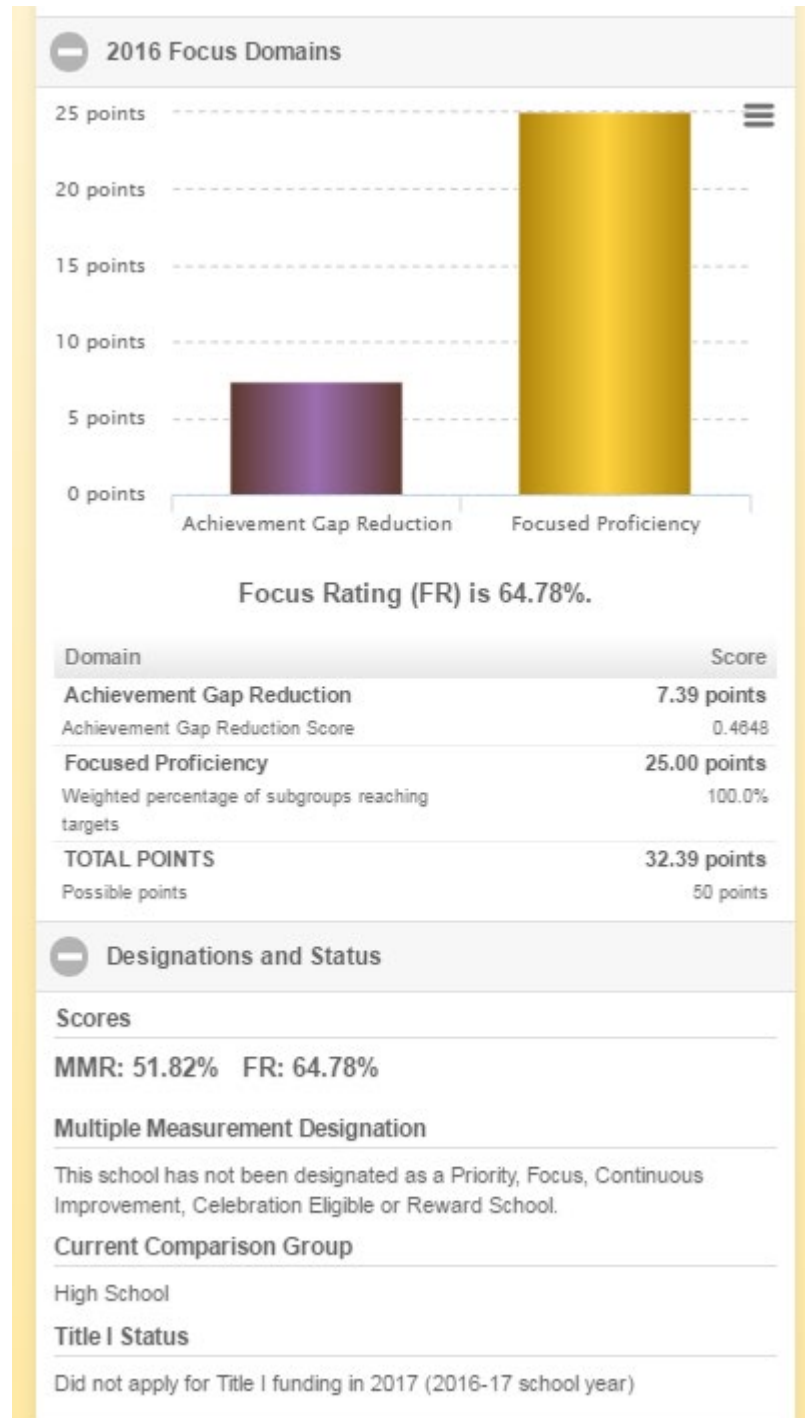 2016 Focus Domains
25 points
20 points
15 points
10 points
5 points
0 points
Achievement Gap Reduction Focused Proficiency
Focus Rating (FR) is 64.78%.
Domain Score
Achievement Gap Reduction 7.39 points
Achievement Gap Reduction Score 0.4648
Focused Proficiency 25.00 points
Weighted percentage of subgroups reaching 100.0%
targets
TOTAL POINTS 32.39 points
Possible points 50 points
Designations and Status
Scores
MMR: 51.82% FR: 64.78%
Multiple Measurement Designation
This school has not been designated as a Priority, Focus, Continuous
Improvement, Celebration Eligible or Reward School.
Current Comparison Group
High School
Title I Status
Did not apply for Title I funding in 2017 (2016-17 school year)